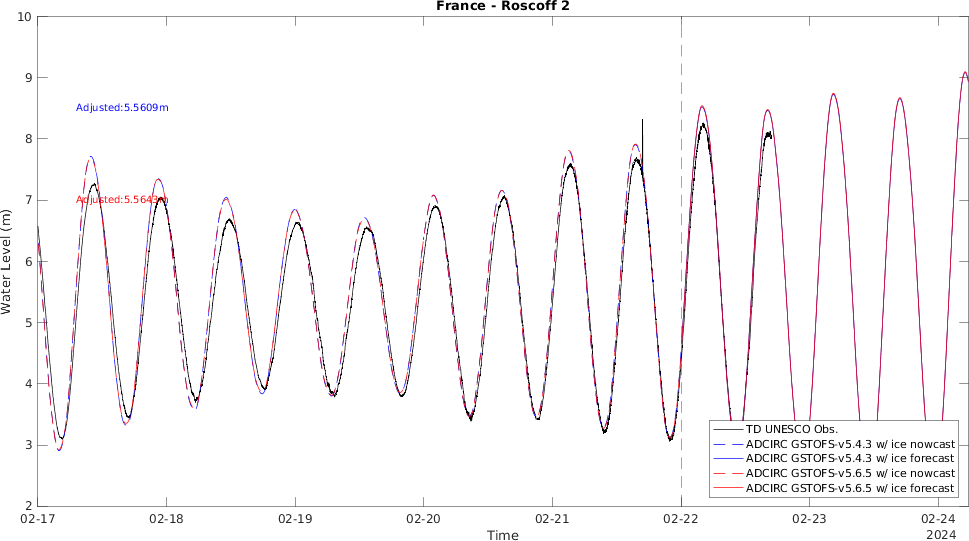 France - Roscoff 2
10
9
8
7
6
5
4
3
2
Water Level (m)
Adjusted:5.5609m
Adjusted:5.5643m
TD UNESCO Obs.
ADCIRC GSTOFS-v5.4.3 w/ ice nowcast
ADCIRC GSTOFS-v5.4.3 w/ ice forecast
ADCIRC GSTOFS-v5.6.5 w/ ice nowcast
ADCIRC GSTOFS-v5.6.5 w/ ice forecast
02-17 02-18 02-19 02-20 02-21 02-22 02-23 02-24
Time
2024